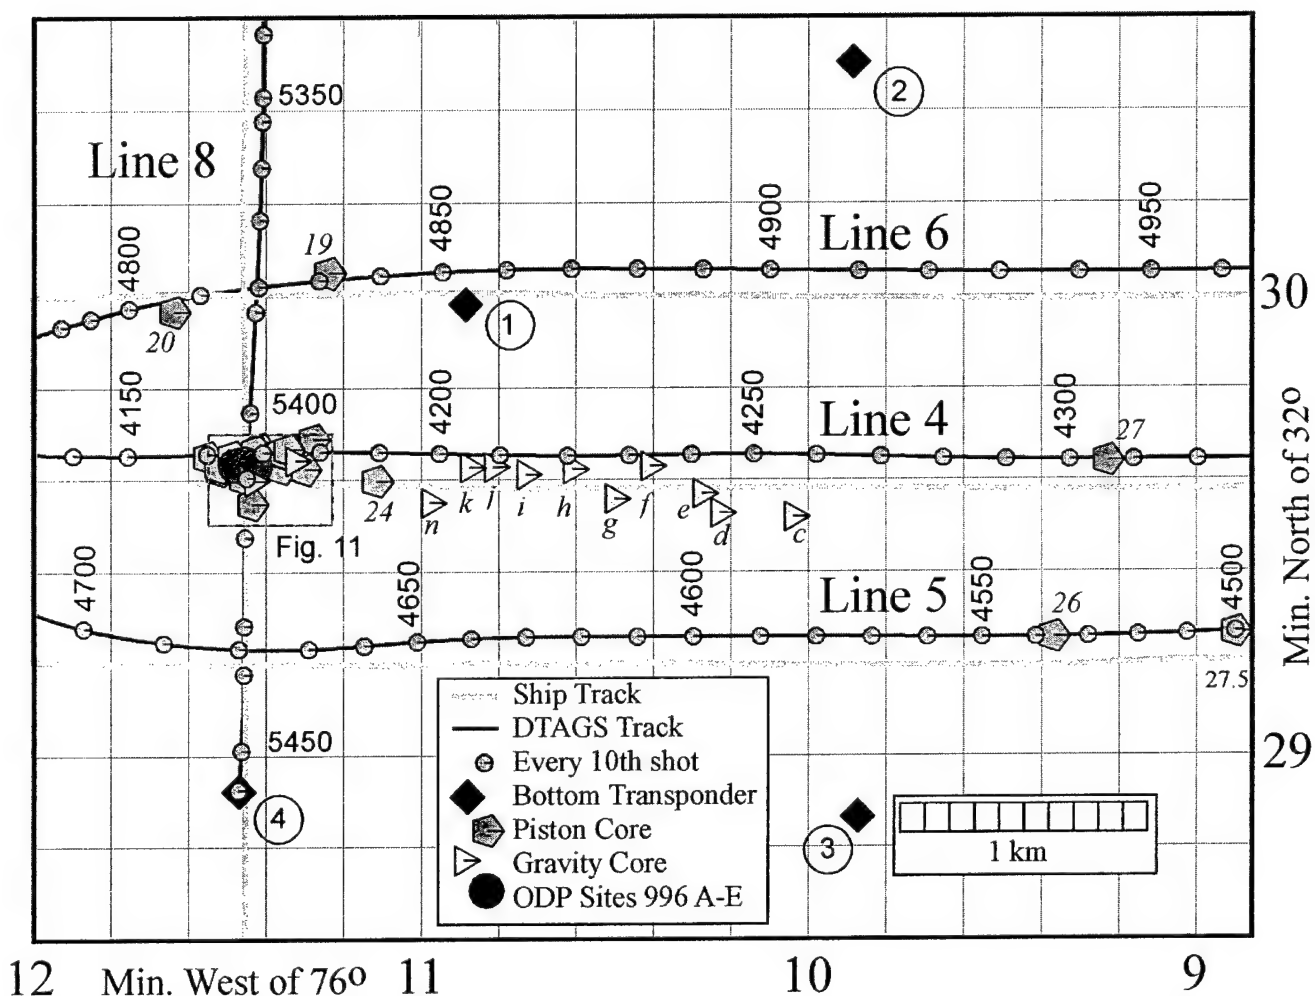 5350
2
Line 8
4800
19
4850
4900
Line 6
4950
20
1
30
4150
5400
4200
4250
Line 4
4300
27
24
n
k
j
i
h
g
f
e
d
c
Fig. 11
4700
4650
4600
Line 5
4550
26
4500
27.5
Ship Track
DTAGS Track
Every 10th shot
Bottom Transponder
Piston Core
Gravity Core
ODP Sites 996 A-E
5450
4
3
1 km
29
Min. North of 32º
12
Min. West of 76º
11
10
9